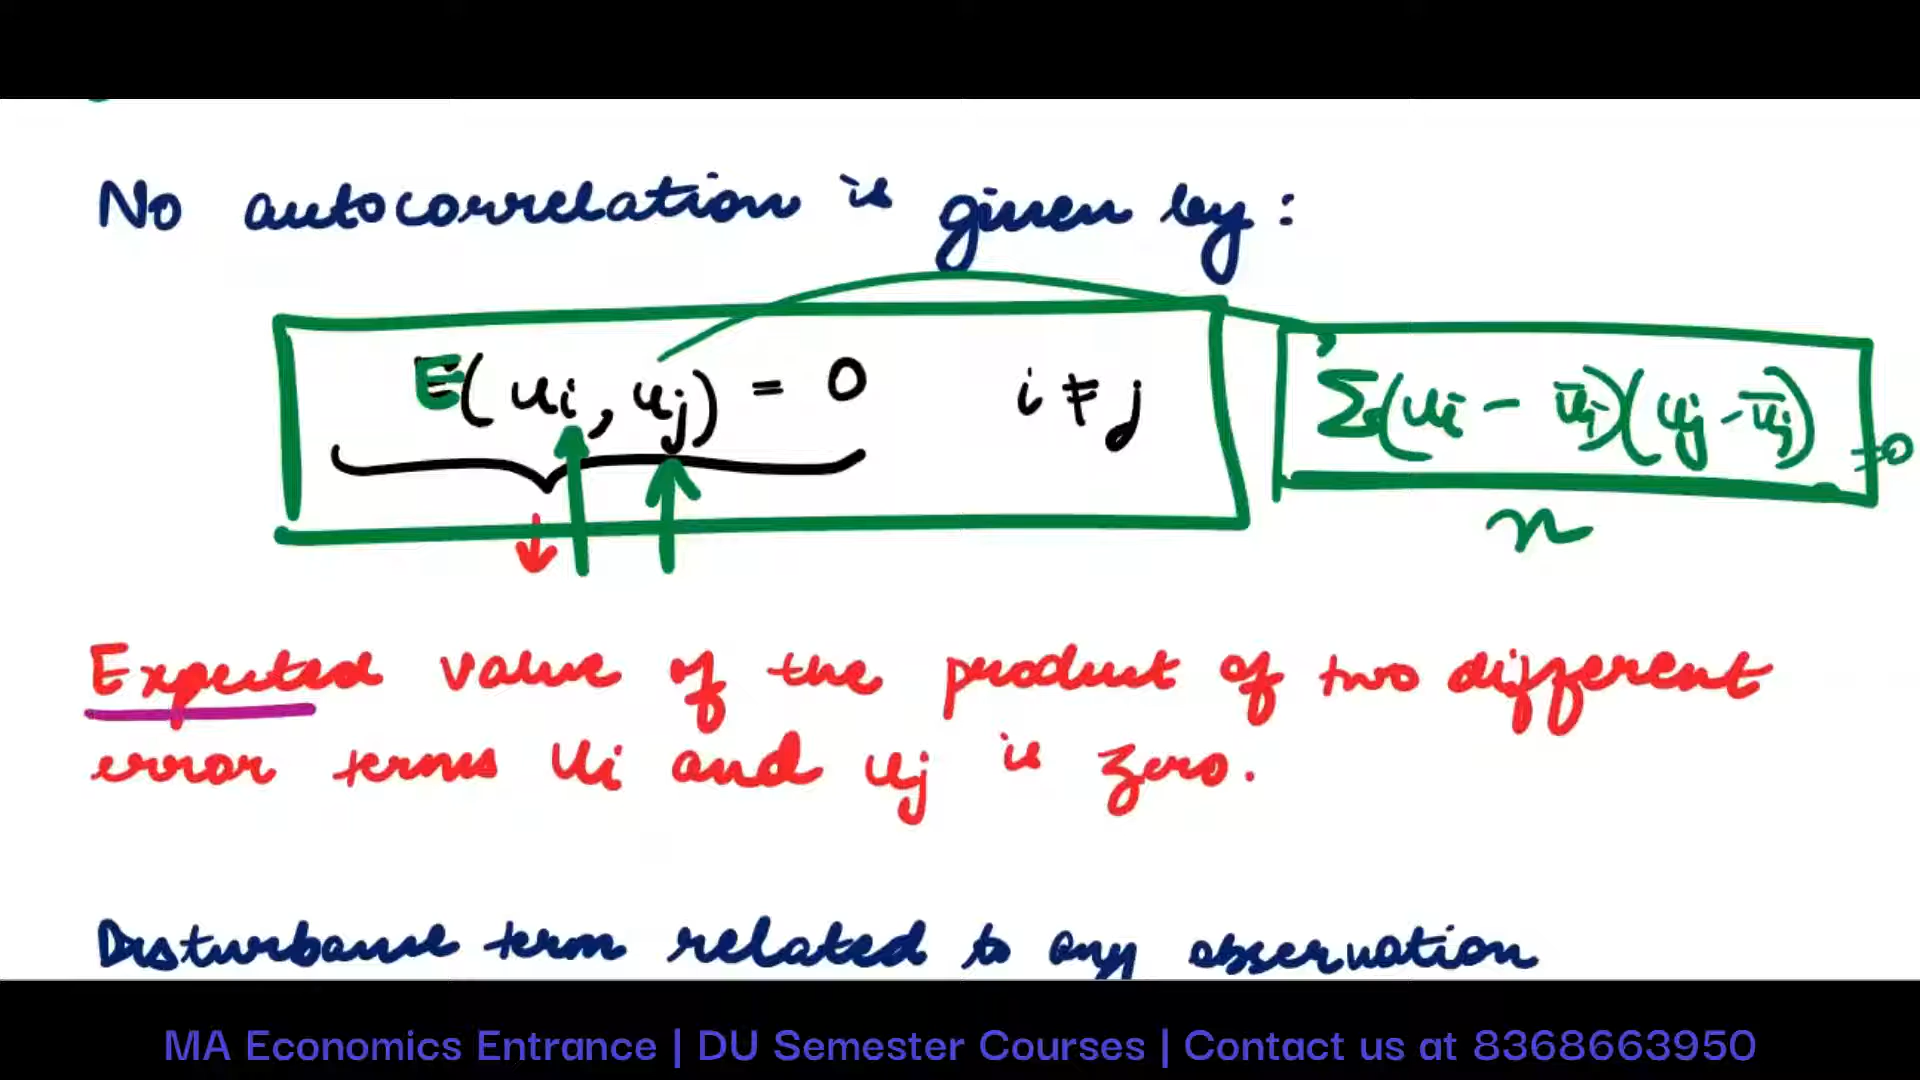 No autocorrelation is given by:
E(ui, uj) = 0 i ≠ j
Σ(ui - ūi)(uj - ūj) = 0
n
Expected value of the product of two different
error terms ui and uj is zero.
Disturbance term related to any observation
MA Economics Entrance | DU Semester Courses | Contact us at 8368663950